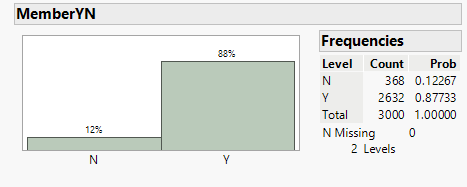 MemberYN
88%
12%
N Y
Frequencies
Level Count Prob
N 368 0.12267
Y 2632 0.87733
Total 3000 1.00000
N Missing 0
2 Levels